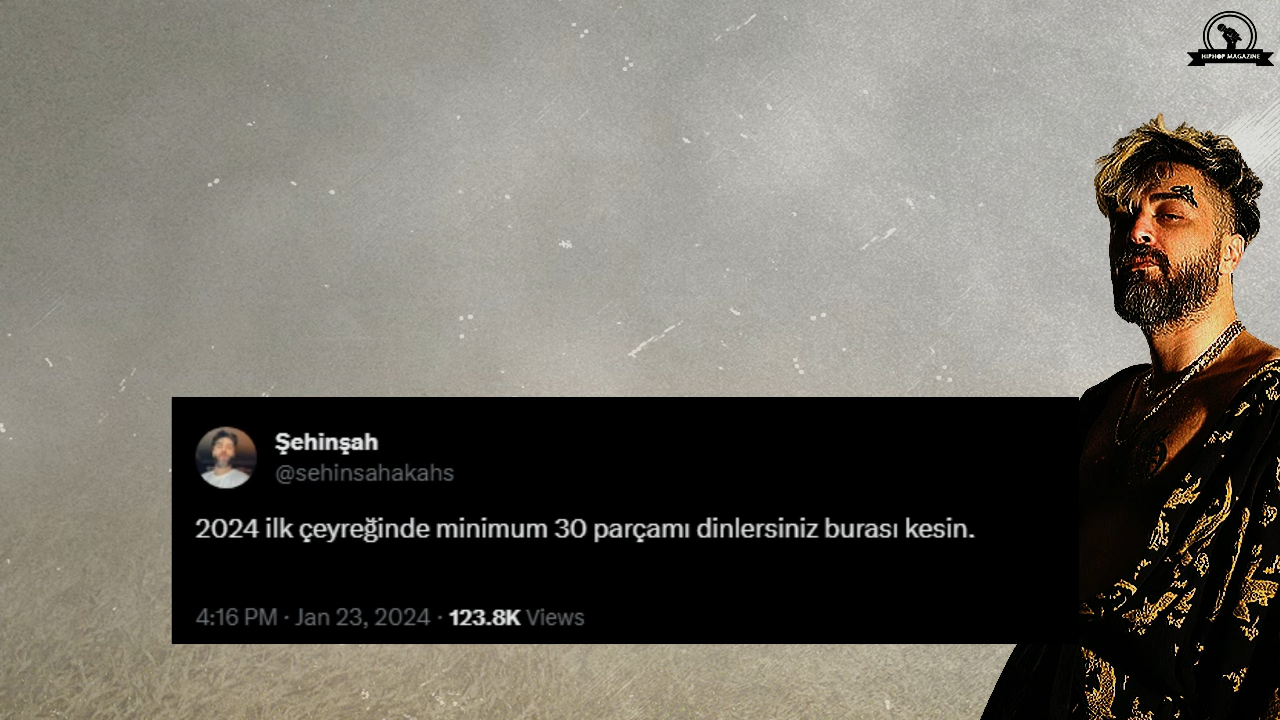 HIPHOP MAGAZINE
Şehinşah
@sehinsahakahs
2024 ilk çeyreğinde minimum 30 parçamı dinlersiniz burası kesin.
4:16 PM · Jan 23, 2024 · 123.8K Views